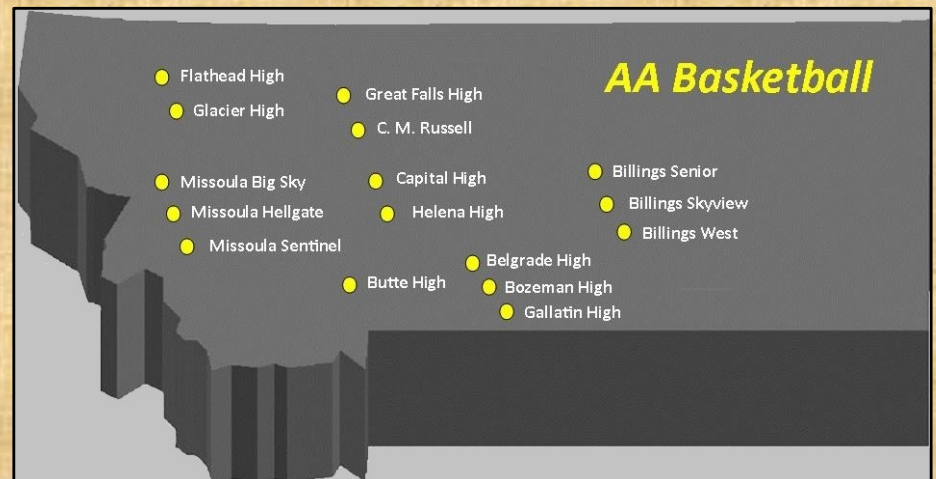 AA Basketball
Flathead High
Glacier High
Great Falls High
C. M. Russell
Missoula Big Sky
Missoula Hellgate
Missoula Sentinel
Capital High
Helena High
Billings Senior
Billings Skyview
Billings West
Butte High
Belgrade High
Bozeman High
Gallatin High